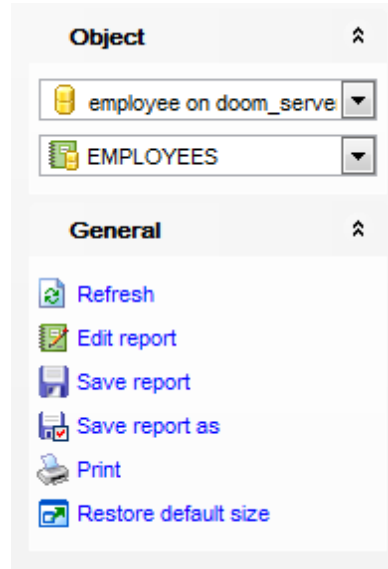 Object
employee on doom_serve
EMPLOYEES
General
Refresh
Edit report
Save report
Save report as
Print
Restore default size